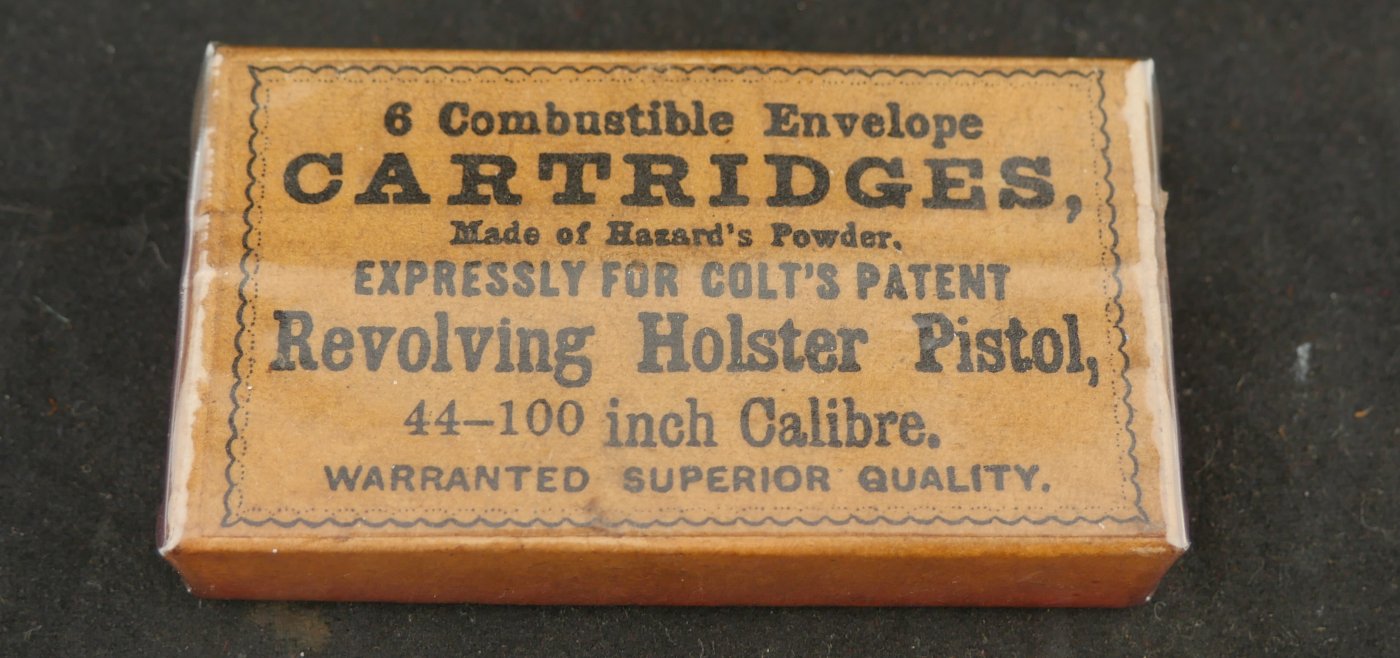 6 Combustible Envelope
CARTRIDGES,
Made of Hazard's Powder.
EXPRESSLY FOR COLT'S PATENT
Revolving Holster Pistol,
44–100 inch Calibre.
WARRANTED SUPERIOR QUALITY.